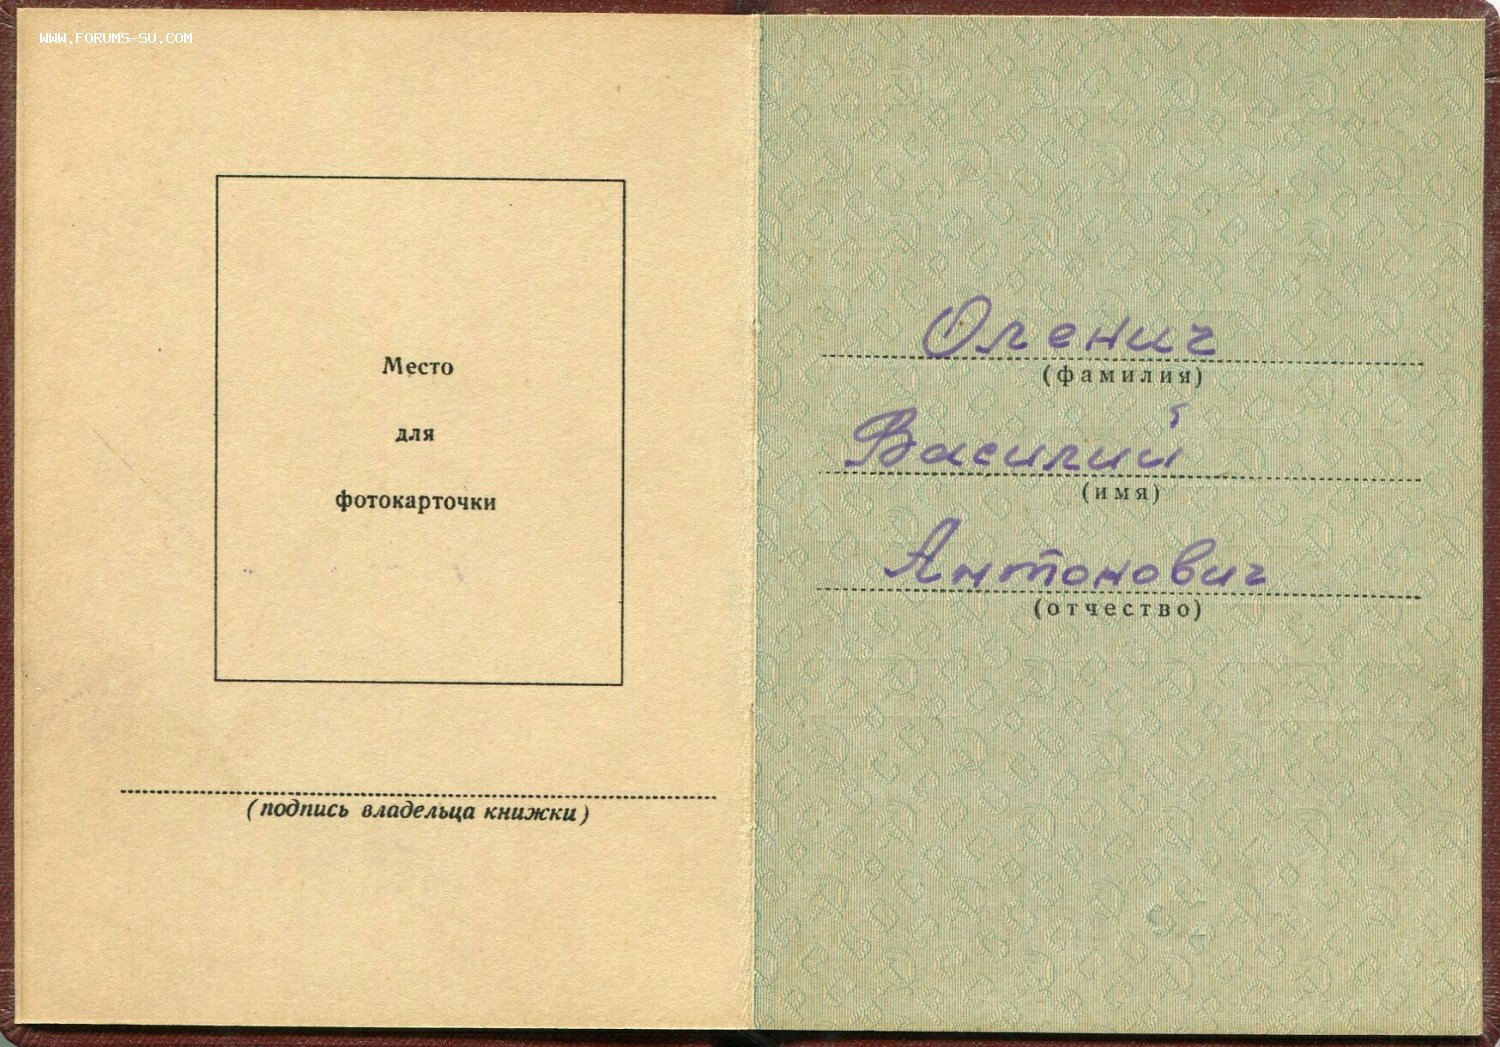 WWW.FORUMS-SU.COM
Место
для
фотокарточки
(подпись владельца книжки)
Оленич
(фамилия)
Василий
(имя)
Антонович
(отчество)